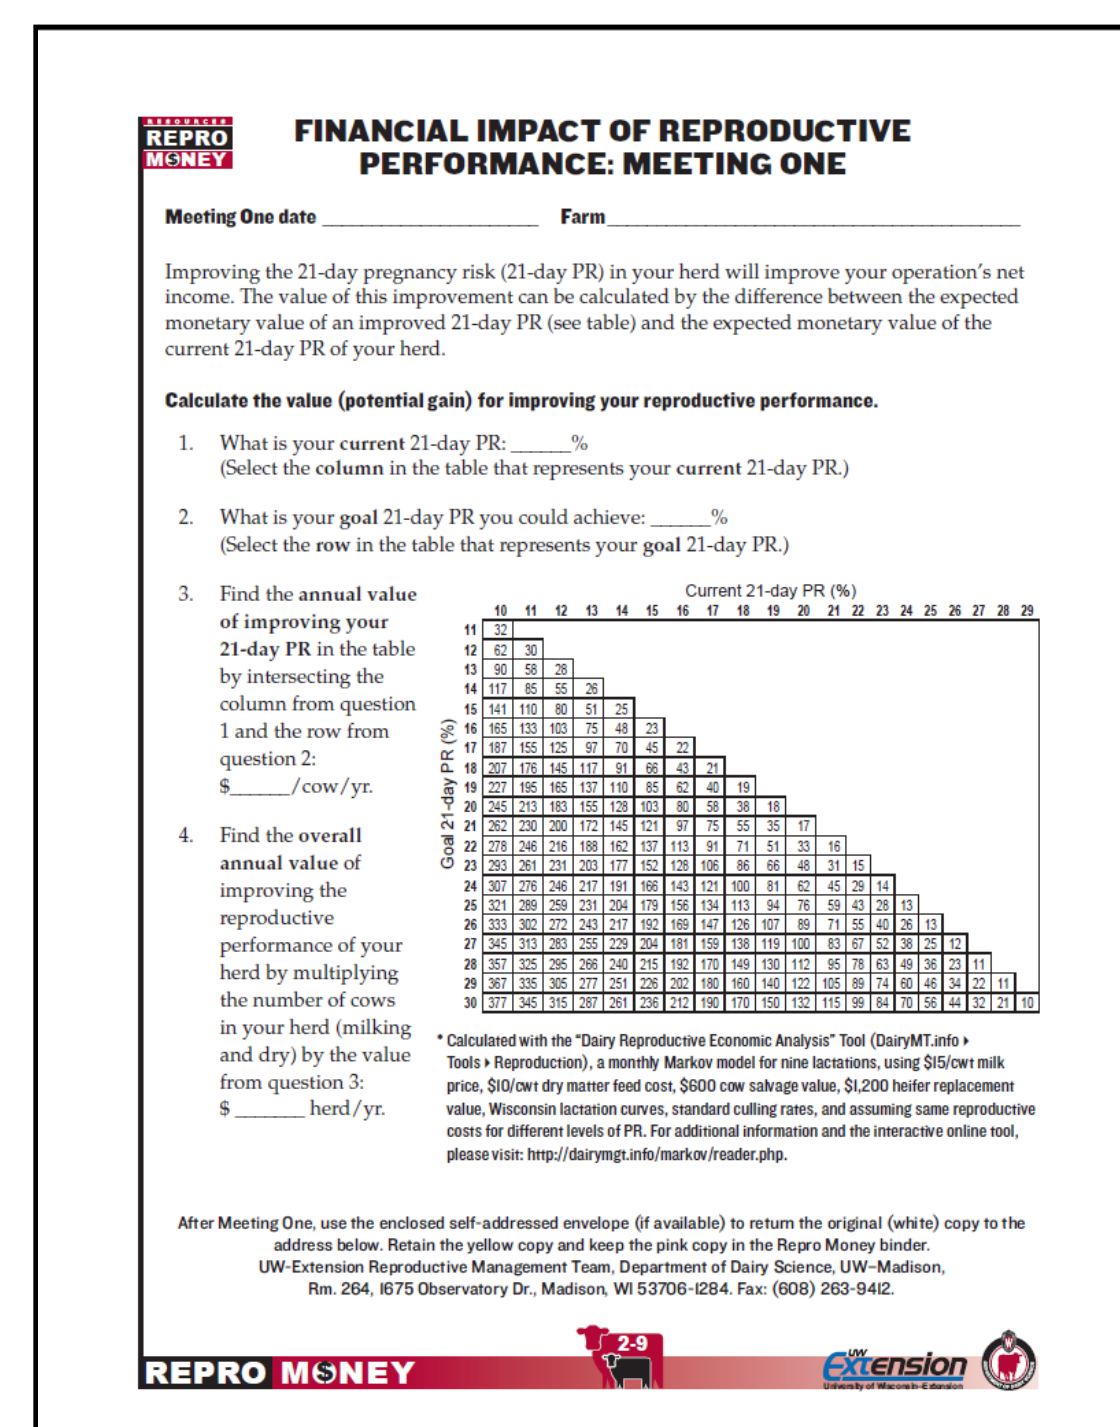 RESOURCES
REPRO
MONEY
FINANCIAL IMPACT OF REPRODUCTIVE
PERFORMANCE: MEETING ONE
Meeting One date ______________________ Farm__________________________________________
Improving the 21-day pregnancy risk (21-day PR) in your herd will improve your operation's net
income. The value of this improvement can be calculated by the difference between the expected
monetary value of an improved 21-day PR (see table) and the expected monetary value of the
current 21-day PR of your herd.
Calculate the value (potential gain) for improving your reproductive performance.
1. What is your current 21-day PR: ______%
(Select the column in the table that represents your current 21-day PR.)
2. What is your goal 21-day PR you could achieve: ______%
(Select the row in the table that represents your goal 21-day PR.)
3. Find the annual value
of improving your
21-day PR in the table
by intersecting the
column from question
1 and the row from
question 2:
$______/cow/yr.
4. Find the overall
annual value of
improving the
reproductive
performance of your
herd by multiplying
the number of cows
in your herd (milking
and dry) by the value
from question 3:
$ _______ herd/yr.
Current 21-day PR (%)
10 11 12 13 14 15 16 17 18 19 20 21 22 23 24 25 26 27 28 29
Goal 21-day PR (%)
11 32
12 62 30
13 90 58 28
14 117 85 55 26
15 141 110 80 51 25
16 165 133 103 75 48 23
17 187 155 125 97 70 45 22
18 207 176 145 117 91 66 43 21
19 227 195 165 137 110 85 62 40 19
20 245 213 183 155 128 103 80 58 38 18
21 262 230 200 172 145 121 97 75 55 35 17
22 278 246 216 188 162 137 113 91 71 51 33 16
23 293 261 231 203 177 152 128 106 86 66 48 31 15
24 307 276 246 217 191 166 143 121 100 81 62 45 29 14
25 321 289 259 231 204 179 156 134 113 94 76 59 43 28 13
26 333 302 272 243 217 192 169 147 126 107 89 71 55 40 26 13
27 345 313 283 255 229 204 181 159 138 119 100 83 67 52 38 25 12
28 357 325 295 266 240 215 192 170 149 130 112 95 78 63 49 36 23 11
29 367 335 305 277 251 226 202 180 160 140 122 105 89 74 60 46 34 22 11
30 377 345 315 287 261 236 212 190 170 150 132 115 99 84 70 56 44 32 21 10
* Calculated with the "Dairy Reproductive Economic Analysis" Tool (DairyMT.info ▸
Tools ▸ Reproduction), a monthly Markov model for nine lactations, using $15/cwt milk
price, $10/cwt dry matter feed cost, $600 cow salvage value, $1,200 heifer replacement
value, Wisconsin lactation curves, standard culling rates, and assuming same reproductive
costs for different levels of PR. For additional information and the interactive online tool,
please visit: http://dairymgt.info/markov/reader.php.
After Meeting One, use the enclosed self-addressed envelope (if available) to return the original (white) copy to the
address below. Retain the yellow copy and keep the pink copy in the Repro Money binder.
UW-Extension Reproductive Management Team, Department of Dairy Science, UW–Madison,
Rm. 264, 1675 Observatory Dr., Madison, WI 53706-1284. Fax: (608) 263-9412.
REPRO MONEY
2-9
UW
Extension
University of Wisconsin–Extension